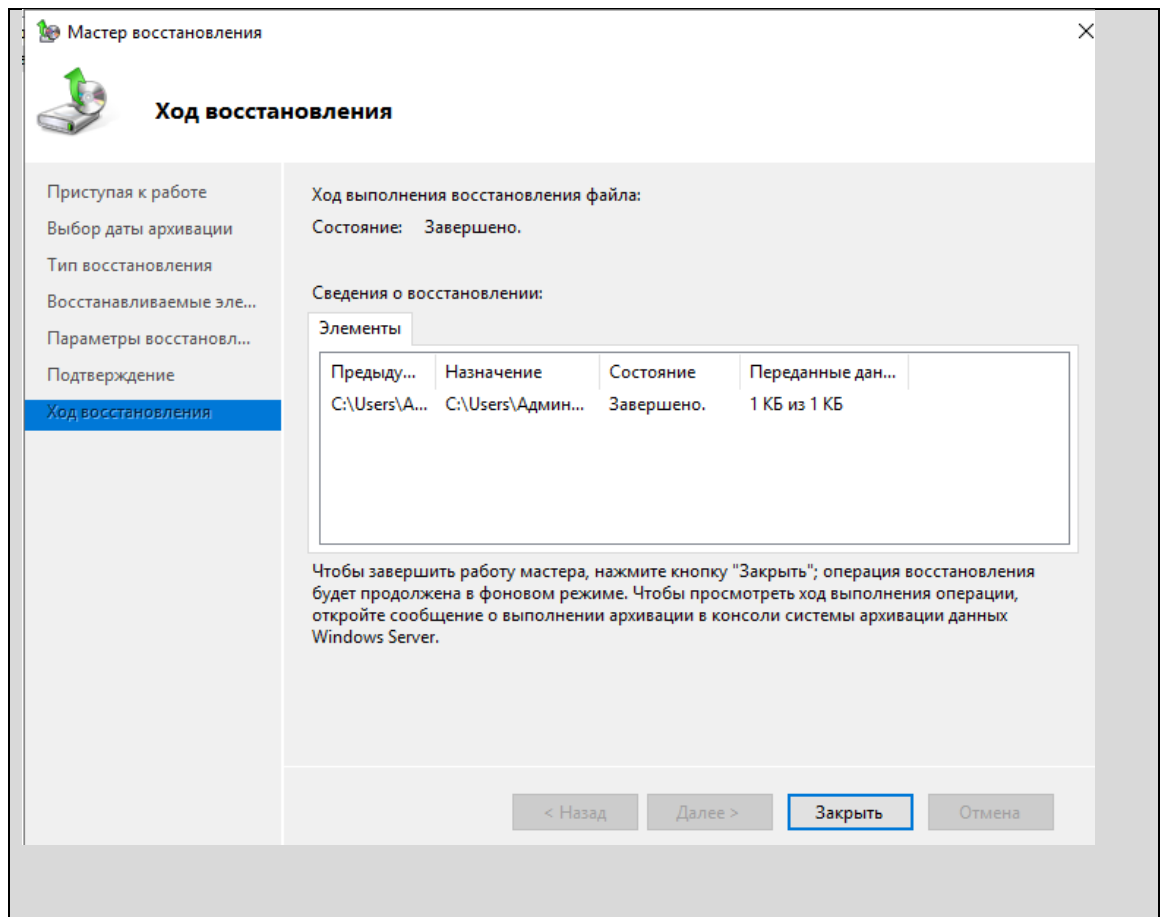 Мастер восстановления
Ход восстановления
Приступая к работе
Выбор даты архивации
Тип восстановления
Восстанавливаемые эле...
Параметры восстановл...
Подтверждение
Ход восстановления
Ход выполнения восстановления файла:
Состояние: Завершено.
Сведения о восстановлении:
Элементы
Предыду... Назначение Состояние Переданные дан...
C:\Users\А... C:\Users\Админ... Завершено. 1 КБ из 1 КБ
Чтобы завершить работу мастера, нажмите кнопку "Закрыть"; операция восстановления
будет продолжена в фоновом режиме. Чтобы просмотреть ход выполнения операции,
откройте сообщение о выполнении архивации в консоли системы архивации данных
Windows Server.
< Назад Далее > Закрыть Отмена